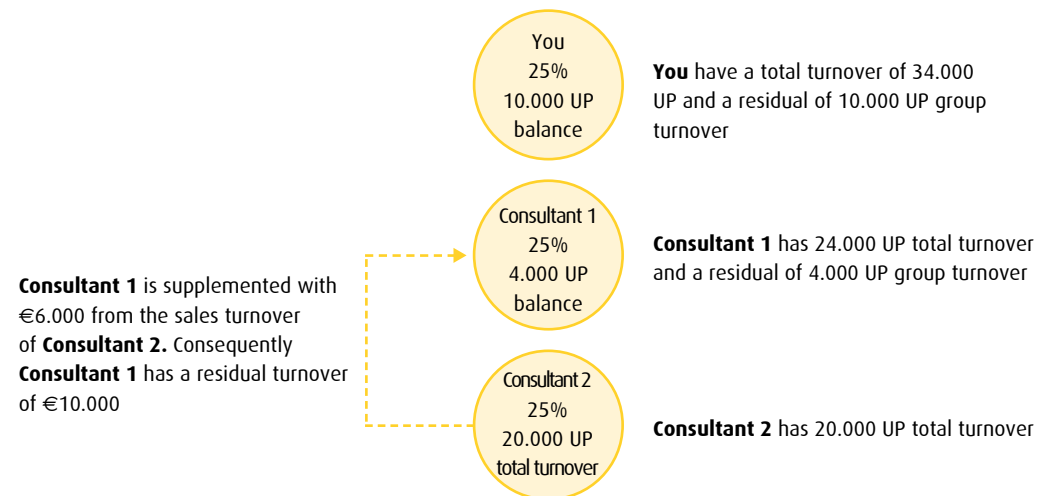 You
25%
10.000 UP
balance
You have a total turnover of 34.000
UP and a residual of 10.000 UP group
turnover
Consultant 1
25%
4.000 UP
balance
Consultant 1 has 24.000 UP total turnover
and a residual of 4.000 UP group turnover
Consultant 1 is supplemented with
€6.000 from the sales turnover
of Consultant 2. Consequently
Consultant 1 has a residual turnover
of €10.000
Consultant 2
25%
20.000 UP
total turnover
Consultant 2 has 20.000 UP total turnover